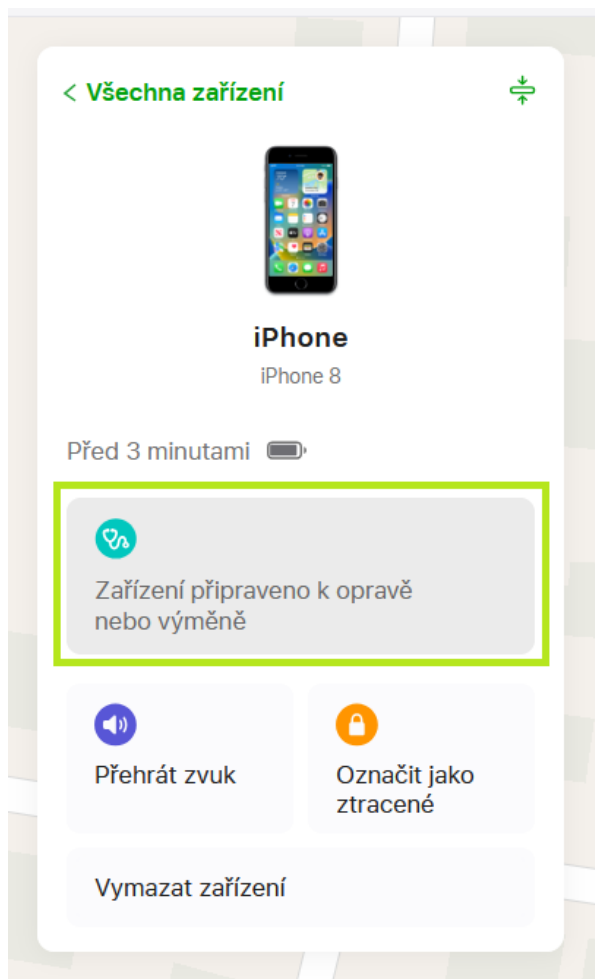 < Všechna zařízení
iPhone
iPhone 8
Před 3 minutami
Zařízení připraveno k opravě
nebo výměně
Přehrát zvuk
Označit jako
ztracené
Vymazat zařízení